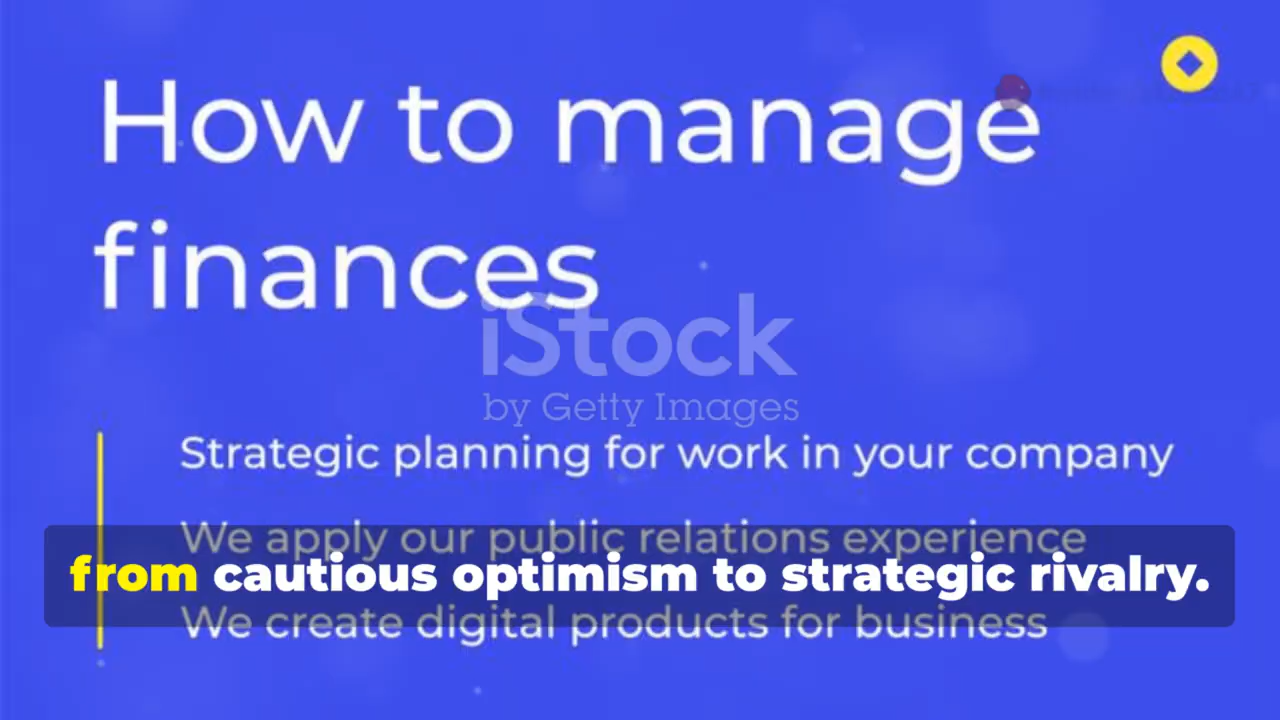 How to manage
finances
iStock
by Getty Images
Strategic planning for work in your company
We apply our public relations experience
from cautious optimism to strategic rivalry.
We create digital products for business